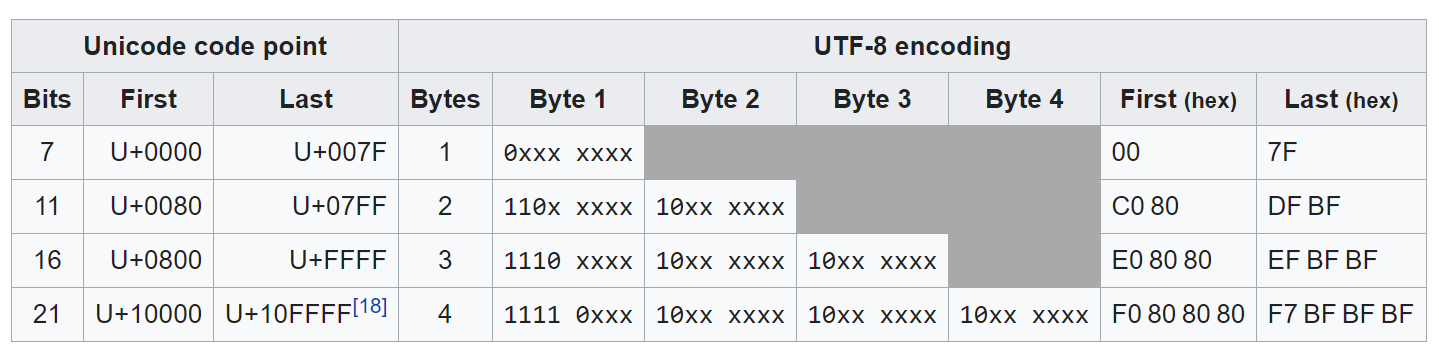 Unicode code point UTF-8 encoding
Bits First Last Bytes Byte 1 Byte 2 Byte 3 Byte 4 First (hex) Last (hex)
7 U+0000 U+007F 1 0xxx xxxx 00 7F
11 U+0080 U+07FF 2 110x xxxx 10xx xxxx C0 80 DF BF
16 U+0800 U+FFFF 3 1110 xxxx 10xx xxxx 10xx xxxx E0 80 80 EF BF BF
21 U+10000 U+10FFFF[18] 4 1111 0xxx 10xx xxxx 10xx xxxx 10xx xxxx F0 80 80 80 F7 BF BF BF